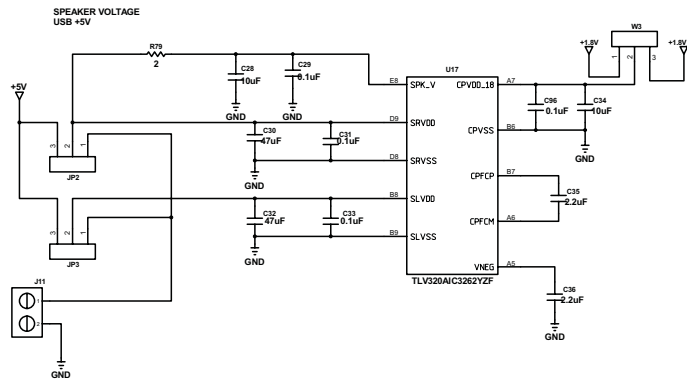 SPEAKER VOLTAGE
USB +5V
W3
+1.8V
+1.8V
1
2
3
R79
2
C28
10uF
C29
0.1uF
GND
GND
U17
E8
SPK_V
CPVDD_18
A7
+5V
C96
0.1uF
C34
10uF
D9
SRVDD
CPVSS
B6
C30
47uF
C31
0.1uF
GND
3
2
1
JP2
D8
SRVSS
GND
CPFCP
B7
C35
2.2uF
B8
SLVDD
CPFCM
A6
C32
47uF
C33
0.1uF
3
2
1
JP3
B9
SLVSS
GND
VNEG
A5
TLV320AIC3262YZF
J11
1
2
C36
2.2uF
GND
GND